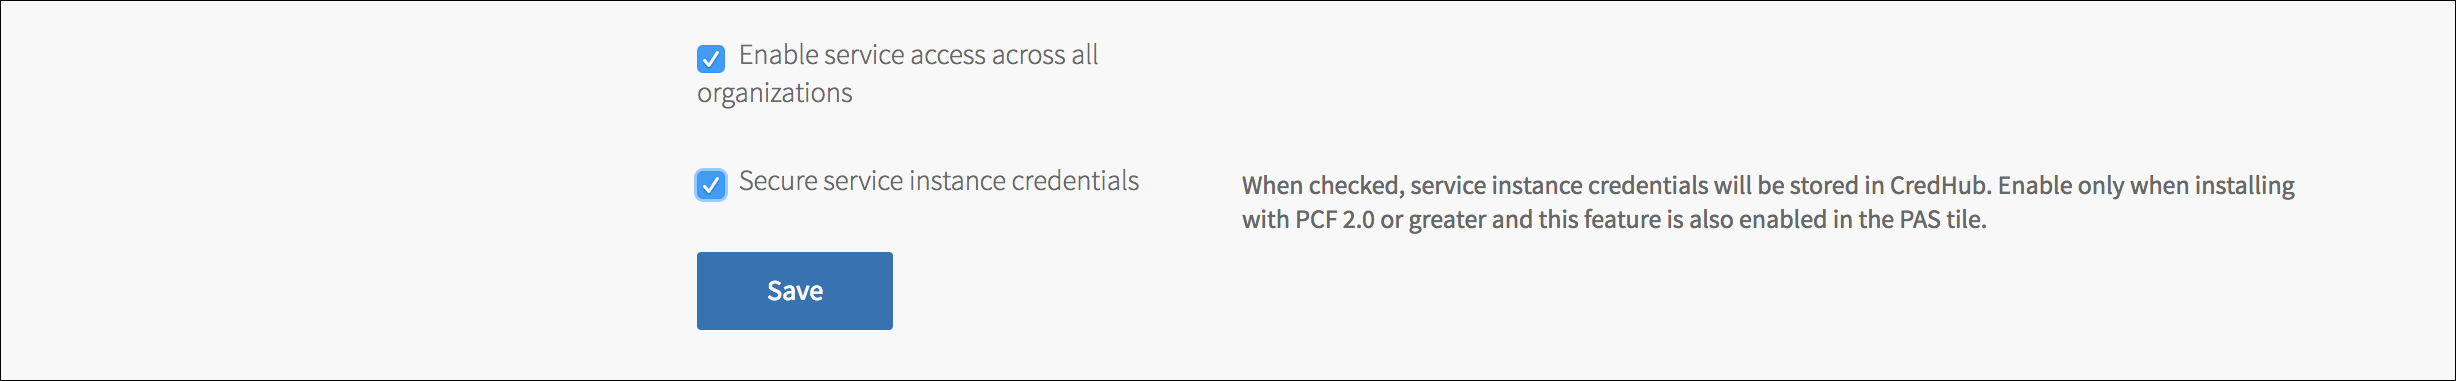 Enable service access across all
organizations
Secure service instance credentials
When checked, service instance credentials will be stored in CredHub. Enable only when installing
with PCF 2.0 or greater and this feature is also enabled in the PAS tile.
Save